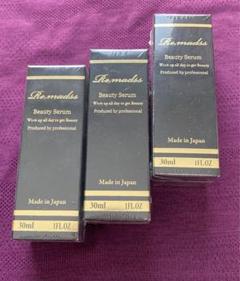 Re,madss
Beauty Serum
Work up all day to get Beauty
Produced by professional
Made in Japan
30ml 1FL.OZ
Re,madss
Beauty Serum
Work up all day to get Beauty
Produced by professional
Made in Japan
30ml 1FL.OZ
Re,madss
Beauty Serum
Work up all day to get Beauty
Produced by professional
Made in Japan
30ml 1FL.OZ